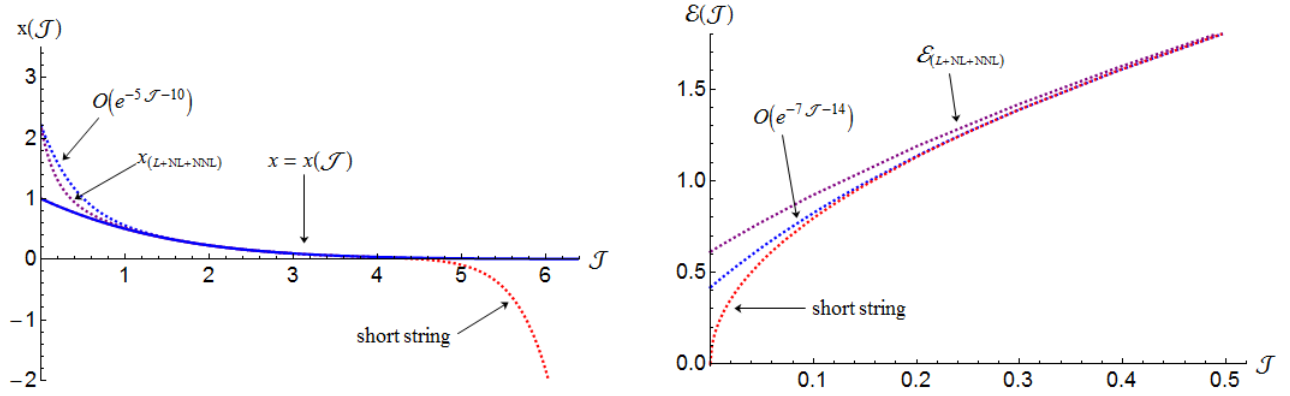 x(𝒥)
3
O(e^{-5 𝒥-10})
2
x_{(L+NL+NNL)}
x = x(𝒥)
1
0
1
2
3
4
5
6
𝒥
-1
short string
-2
ℰ(𝒥)
ℰ_{(L+NL+NNL)}
1.5
O(e^{-7 𝒥-14})
1.0
0.5
short string
0.0
0.1
0.2
0.3
0.4
0.5
𝒥